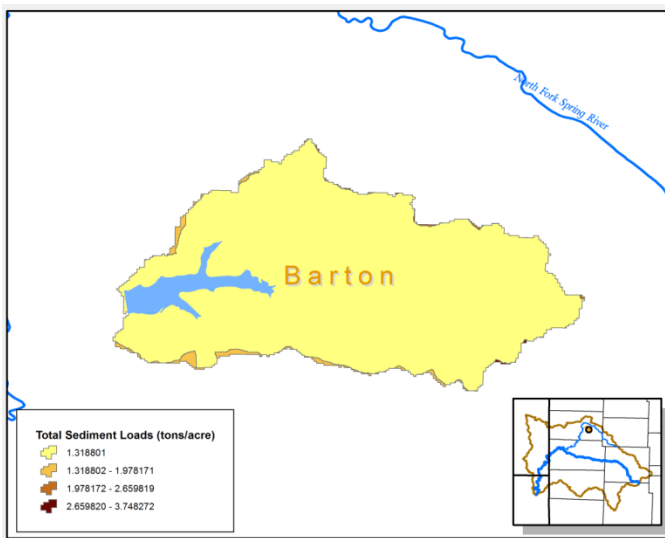 North Fork Spring River
Barton
Total Sediment Loads (tons/acre)
1.318801
1.318802 - 1.978171
1.978172 - 2.659819
2.659820 - 3.748272